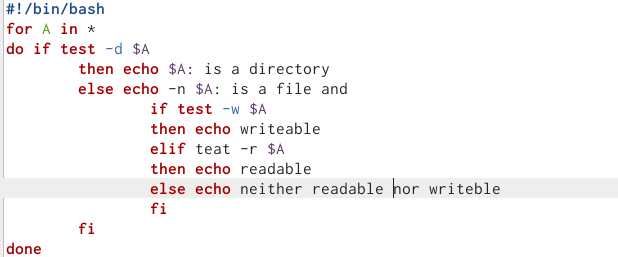 #!/bin/bash
for A in *
do if test -d $A
then echo $A: is a directory
else echo -n $A: is a file and
if test -w $A
then echo writeable
elif teat -r $A
then echo readable
else echo neither readable nor writeble
fi
fi
done